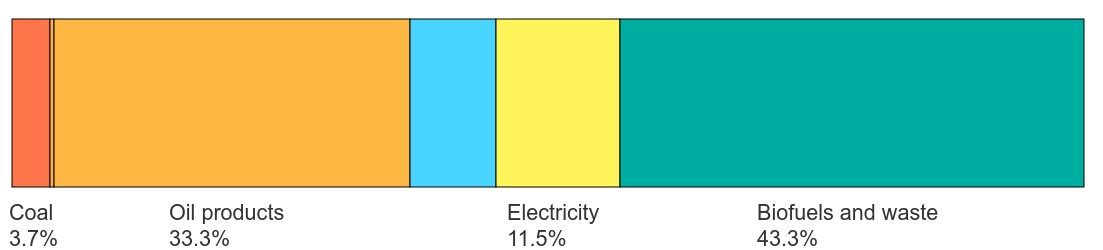 Coal
3.7%
Oil products
33.3%
Electricity
11.5%
Biofuels and waste
43.3%